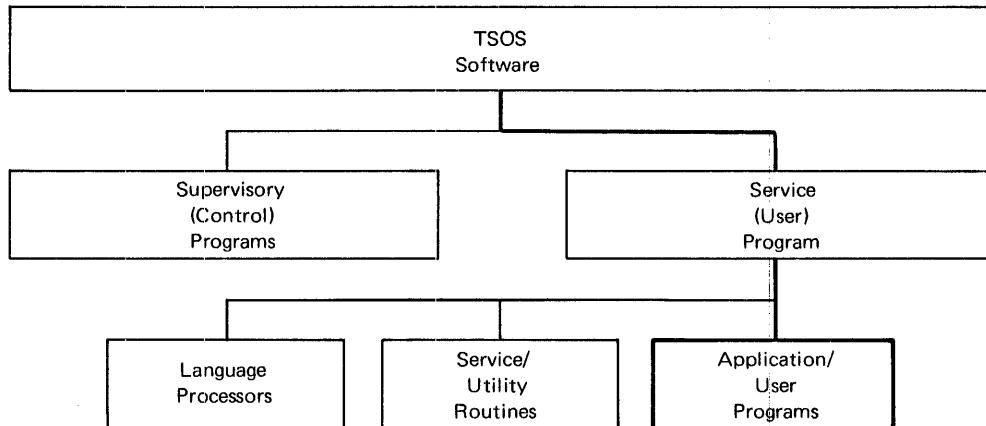 TSOS
Software
Supervisory
(Control)
Programs
Service
(User)
Program
Language
Processors
Service/
Utility
Routines
Application/
User
Programs